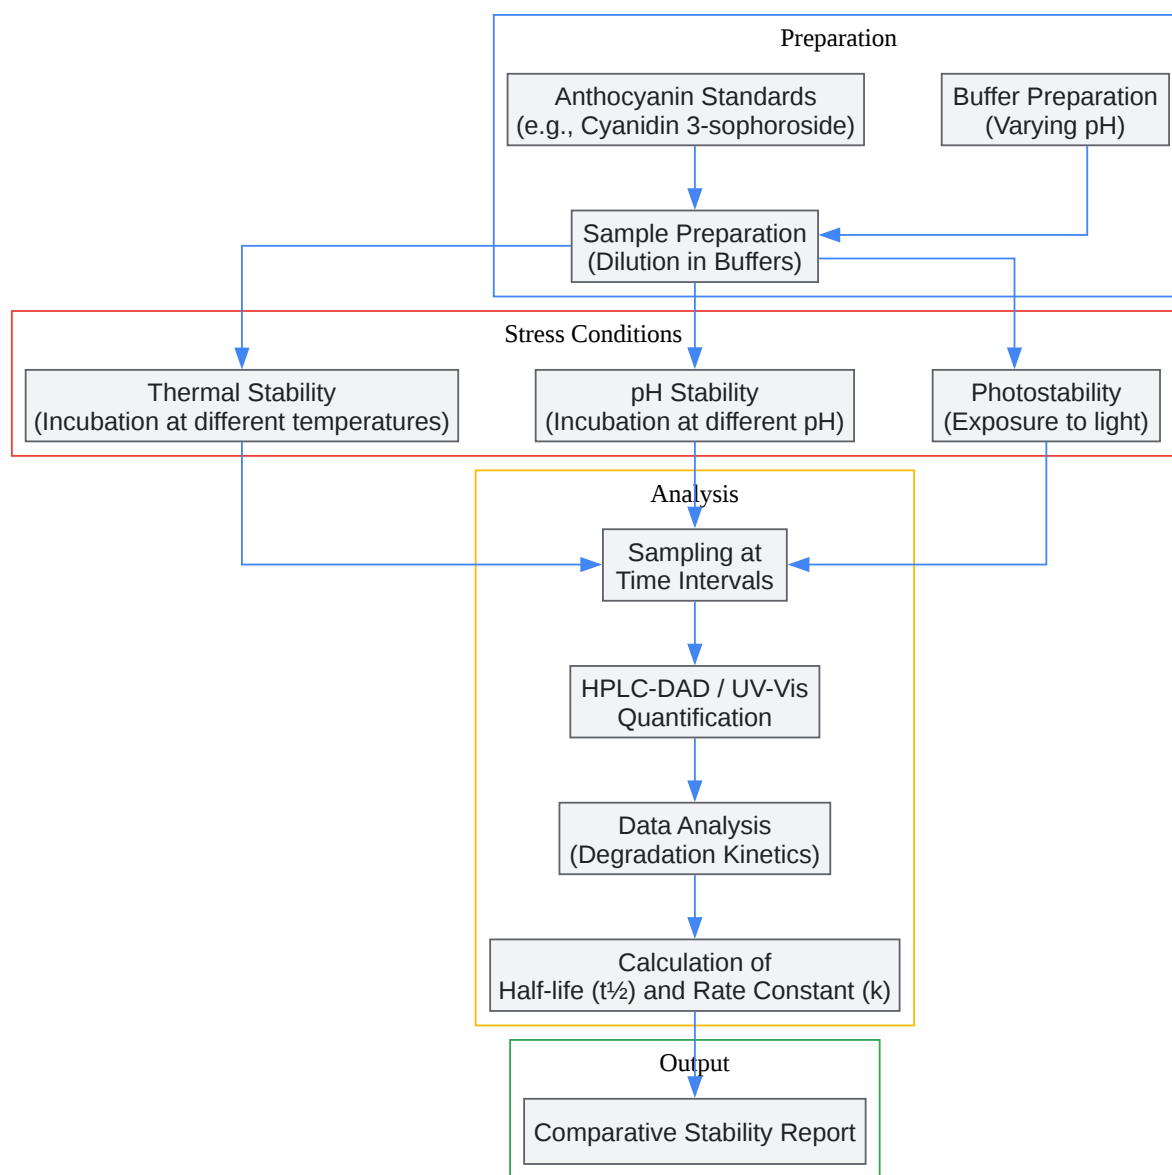 Preparation
Anthocyanin Standards
(e.g., Cyanidin 3-sophoroside)
Buffer Preparation
(Varying pH)
Sample Preparation
(Dilution in Buffers)
Stress Conditions
Thermal Stability
(Incubation at different temperatures)
pH Stability
(Incubation at different pH)
Photostability
(Exposure to light)
Analysis
Sampling at
Time Intervals
HPLC-DAD / UV-Vis
Quantification
Data Analysis
(Degradation Kinetics)
Calculation of
Half-life (t½) and Rate Constant (k)
Output
Comparative Stability Report